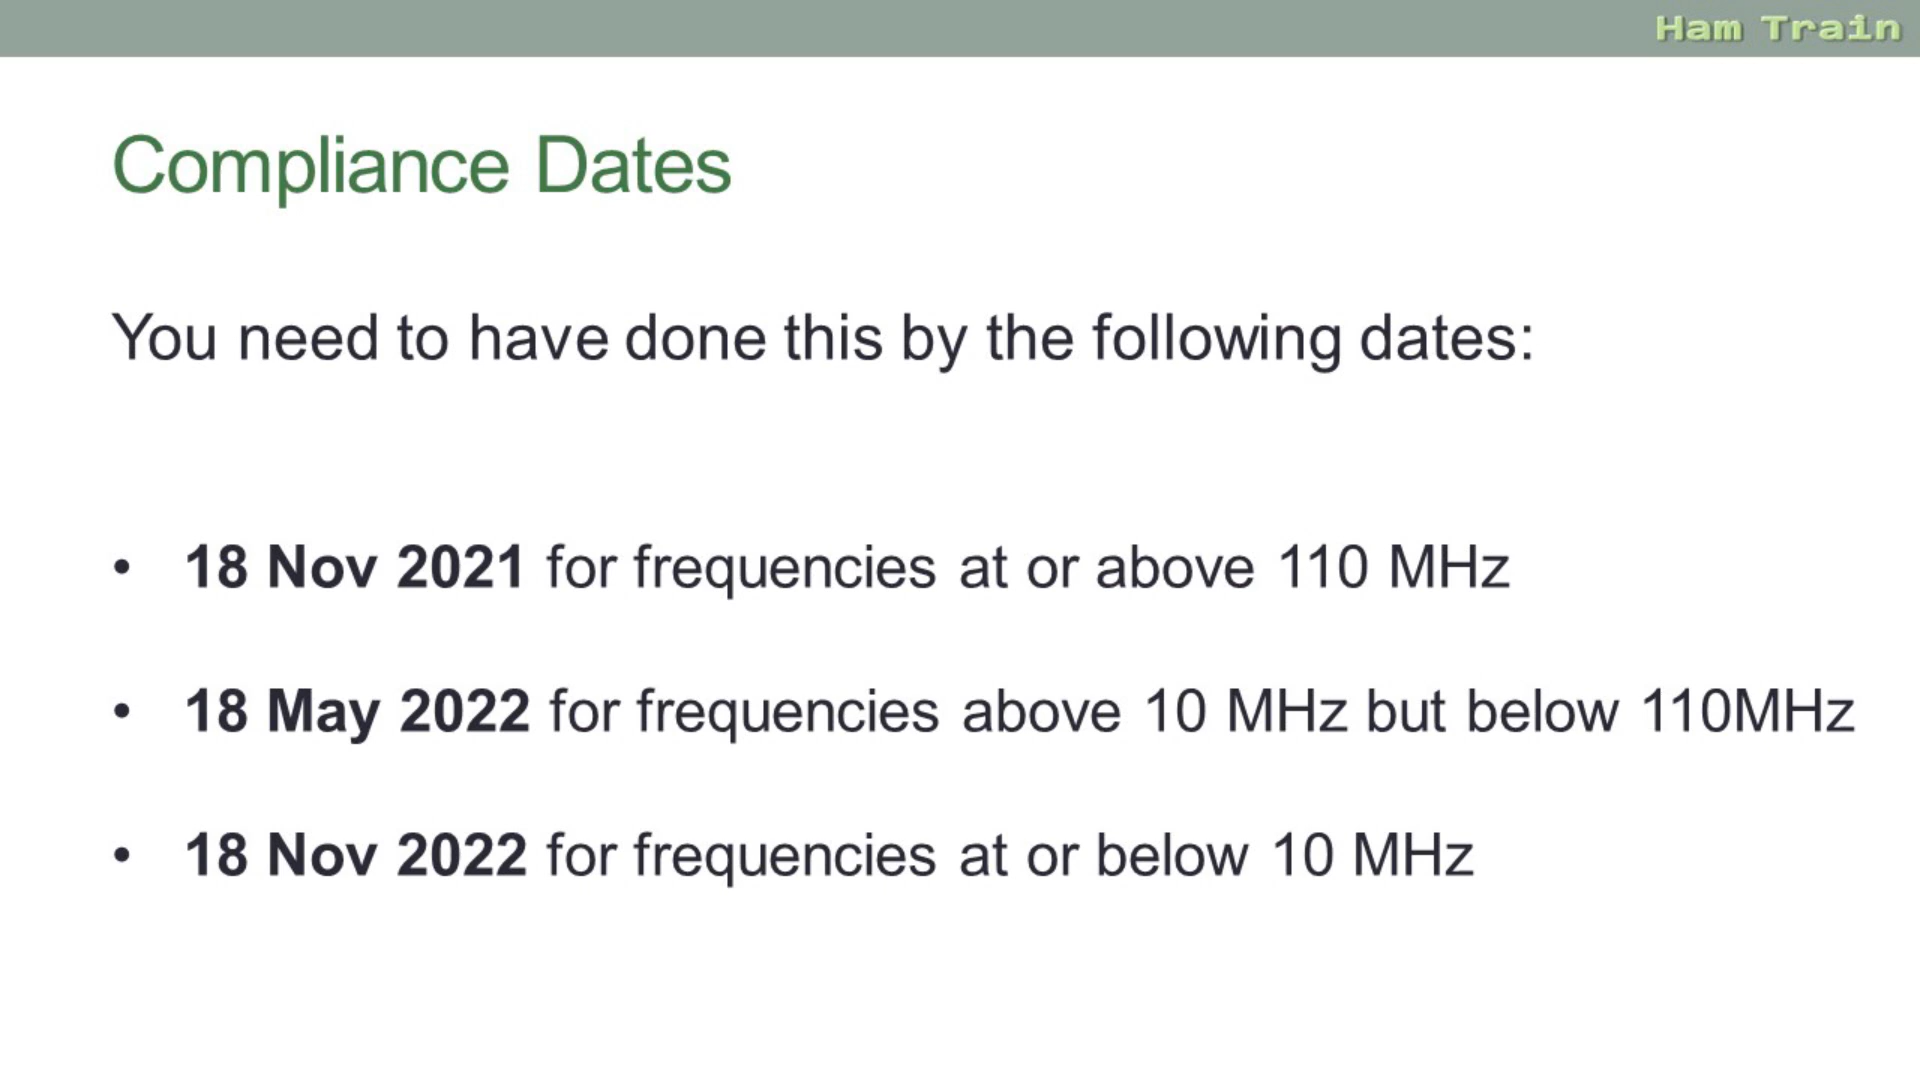 Ham Train
Compliance Dates
You need to have done this by the following dates:
• 18 Nov 2021 for frequencies at or above 110 MHz
• 18 May 2022 for frequencies above 10 MHz but below 110MHz
• 18 Nov 2022 for frequencies at or below 10 MHz